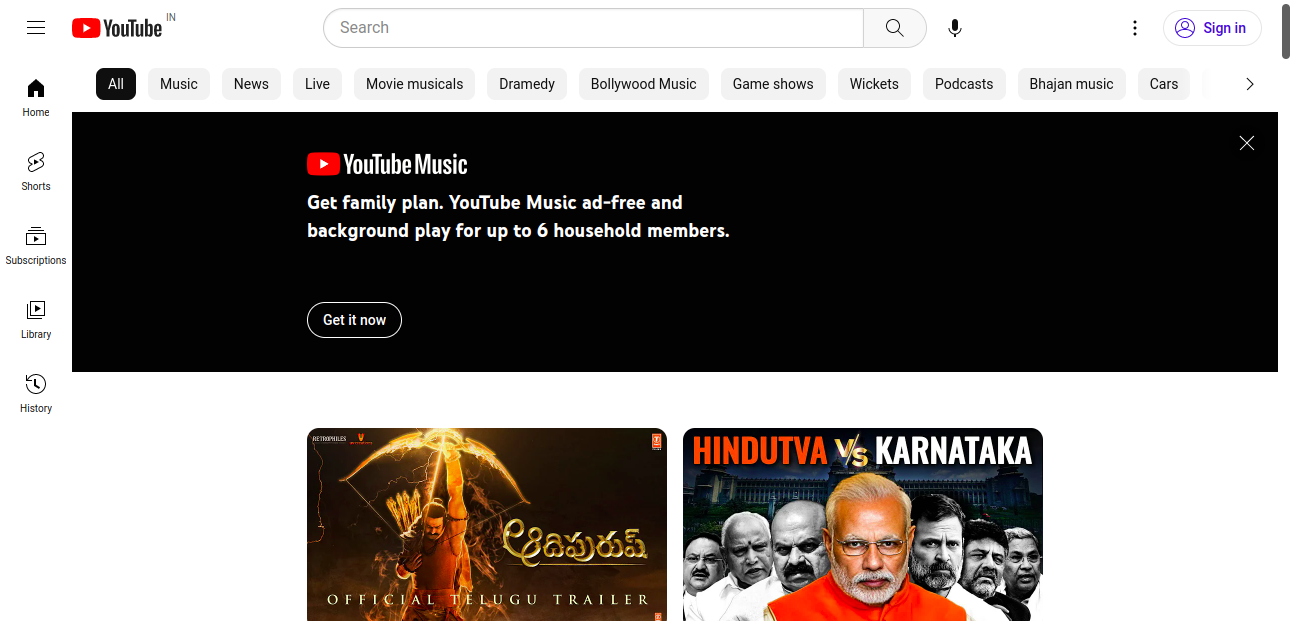 YouTube IN
Search
Sign in
All
Music
News
Live
Movie musicals
Dramedy
Bollywood Music
Game shows
Wickets
Podcasts
Bhajan music
Cars
Home
Shorts
Subscriptions
Library
History
YouTube Music
Get family plan. YouTube Music ad-free and
background play for up to 6 household members.
Get it now
RETROPHILES
ఆదిపురుష్
OFFICIAL TELUGU TRAILER
HINDUTVA VS KARNATAKA